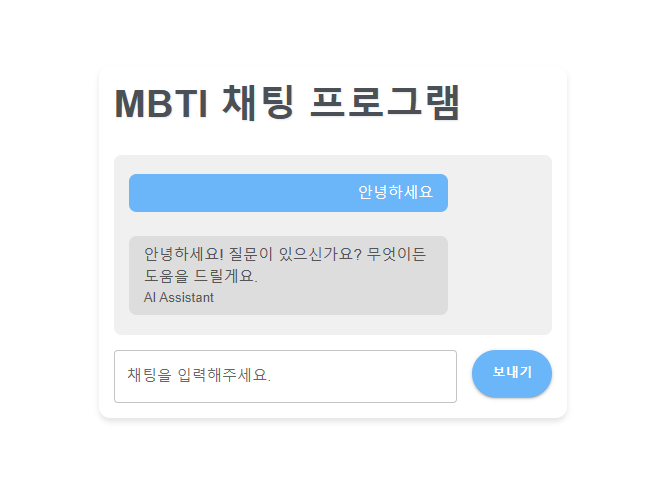 MBTI 채팅 프로그램
안녕하세요
안녕하세요! 질문이 있으신가요? 무엇이든
도움을 드릴게요.
AI Assistant
채팅을 입력해주세요.
보내기